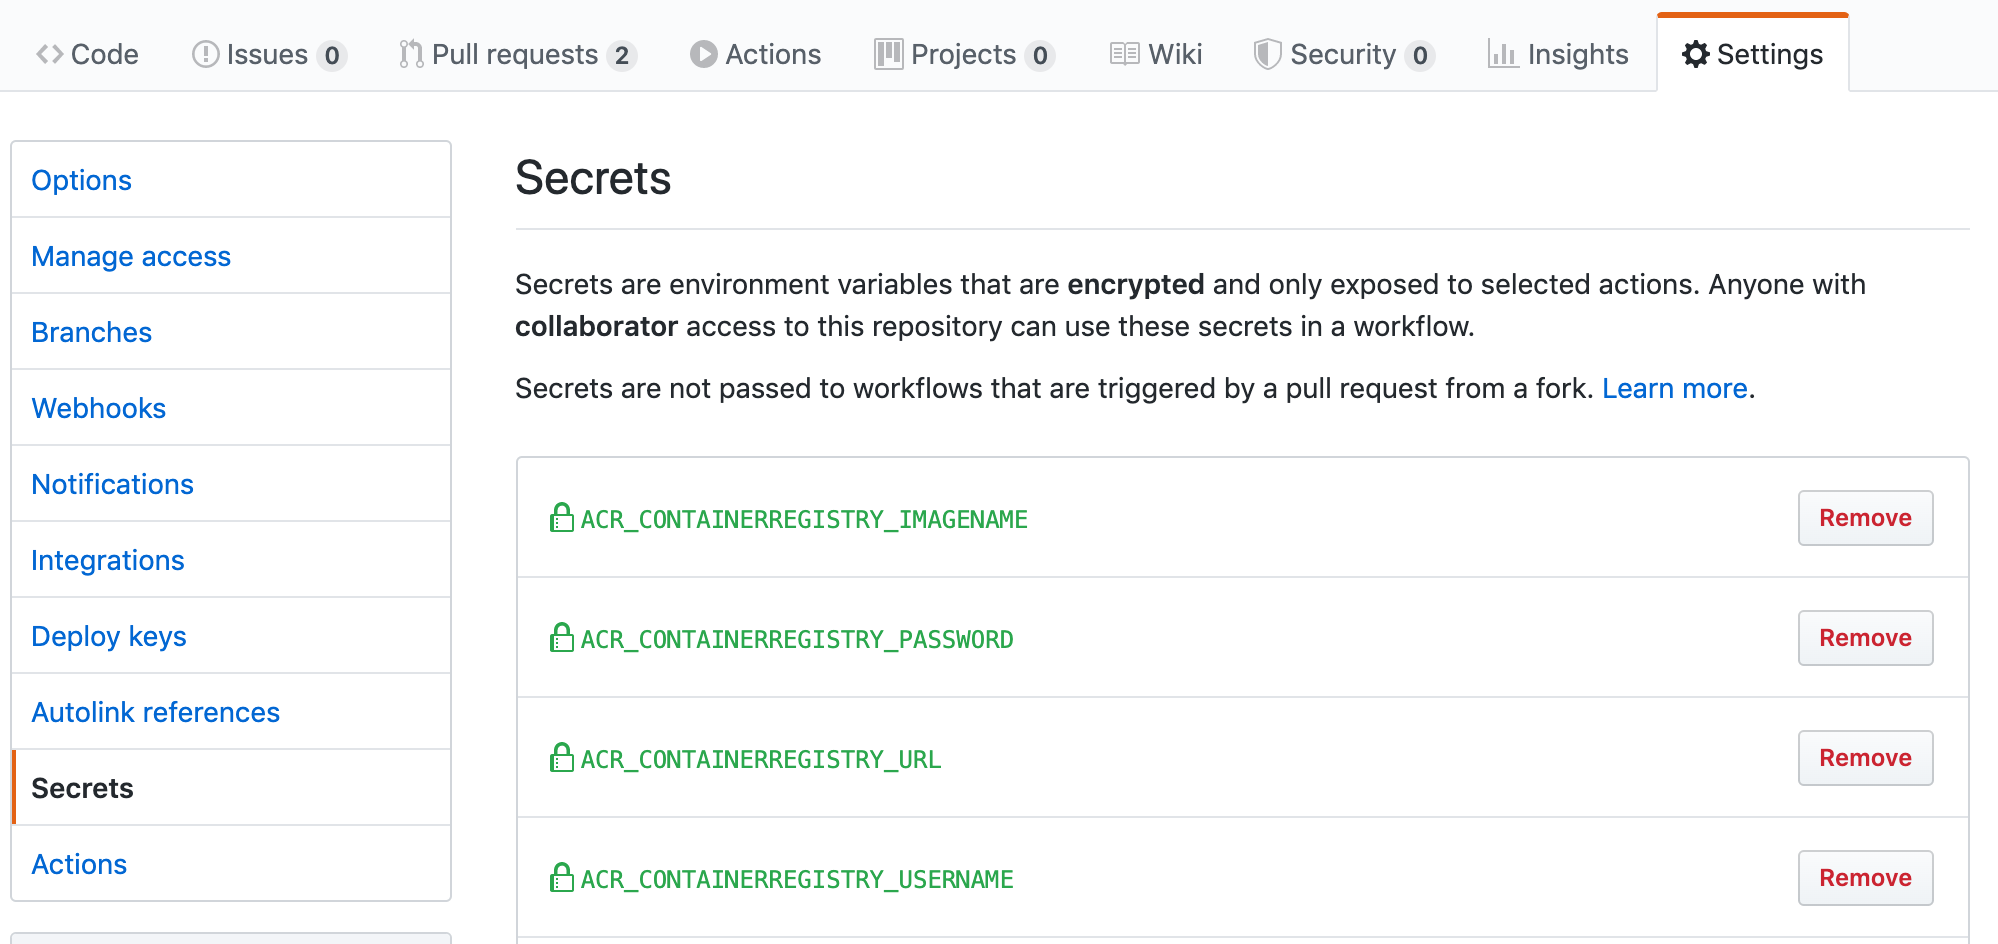 Code Issues 0 Pull requests 2 Actions Projects 0 Wiki Security 0 Insights Settings
Options
Manage access
Branches
Webhooks
Notifications
Integrations
Deploy keys
Autolink references
Secrets
Actions
Secrets
Secrets are environment variables that are encrypted and only exposed to selected actions. Anyone with
collaborator access to this repository can use these secrets in a workflow.
Secrets are not passed to workflows that are triggered by a pull request from a fork. Learn more.
ACR_CONTAINERREGISTRY_IMAGENAME Remove
ACR_CONTAINERREGISTRY_PASSWORD Remove
ACR_CONTAINERREGISTRY_URL Remove
ACR_CONTAINERREGISTRY_USERNAME Remove